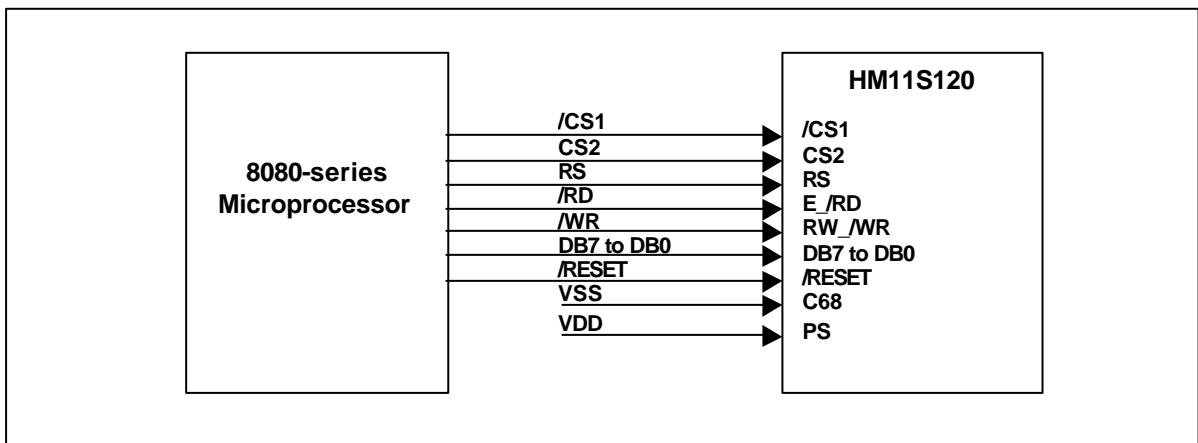 8080-series
Microprocessor
/CS1
CS2
RS
/RD
/WR
DB7 to DB0
/RESET
VSS
VDD
HM11S120
/CS1
CS2
RS
E_/RD
RW_/WR
DB7 to DB0
/RESET
C68
PS